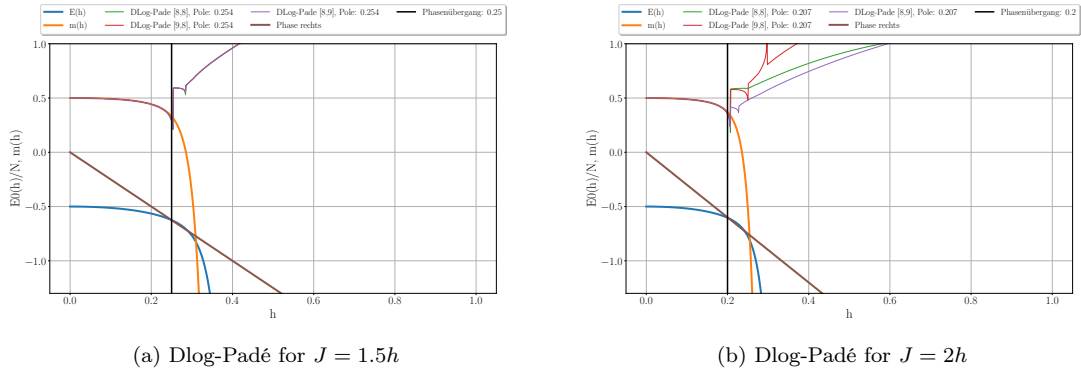 E(h) DLog-Pade [8,8], Pole: 0.254 DLog-Pade [8,9], Pole: 0.254 Phasenübergang: 0.25
m(h) DLog-Pade [9,8], Pole: 0.254 Phase rechts
1.0
0.5
0.0
−0.5
−1.0
E0(h)/N, m(h)
0.0 0.2 0.4 0.6 0.8 1.0
h
(a) Dlog-Padé for J = 1.5h
E(h) DLog-Pade [8,8], Pole: 0.207 DLog-Pade [8,9], Pole: 0.207 Phasenübergang: 0.2
m(h) DLog-Pade [9,8], Pole: 0.207 Phase rechts
1.0
0.5
0.0
−0.5
−1.0
E0(h)/N, m(h)
0.0 0.2 0.4 0.6 0.8 1.0
h
(b) Dlog-Padé for J = 2h